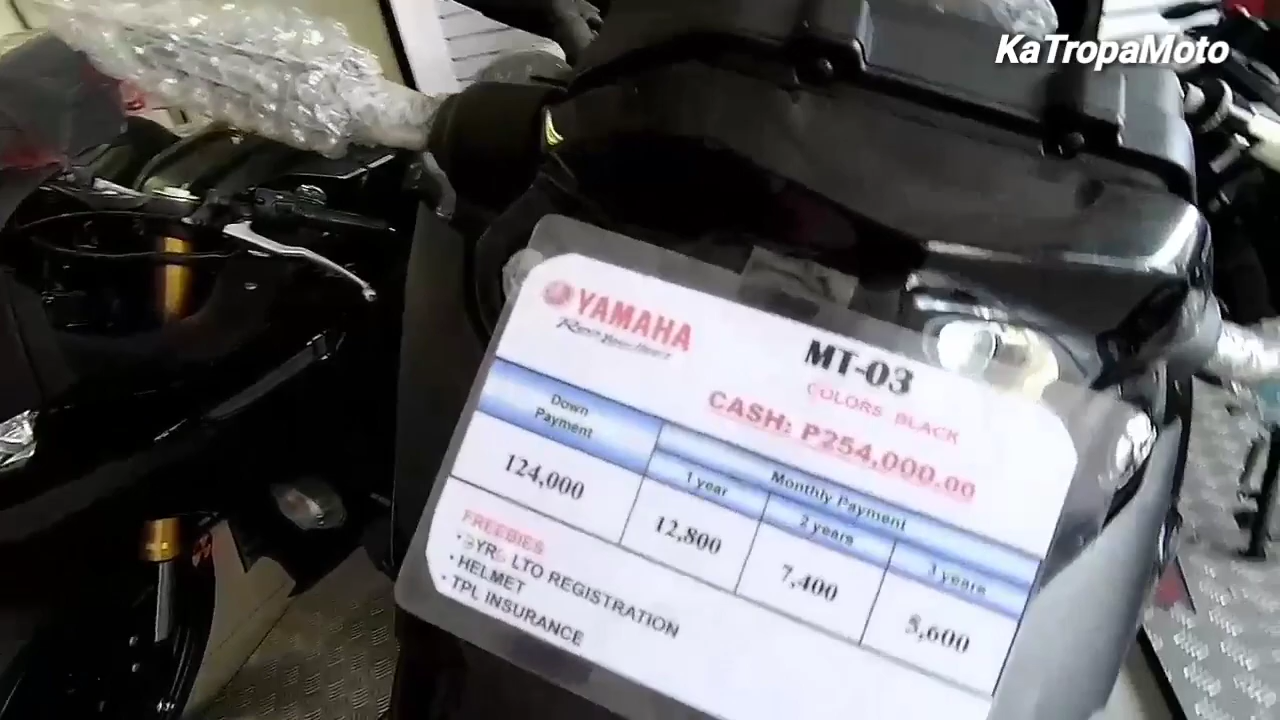 KaTropaMoto
YAMAHA
Revs Your Heart
MT-03
COLORS BLACK
CASH: P254,000.00
Down
Payment
Monthly Payment
1 year
2 years
3 years
124,000
12,800
7,400
5,600
FREEBIES
• 3YRS LTO REGISTRATION
• HELMET
• TPL INSURANCE